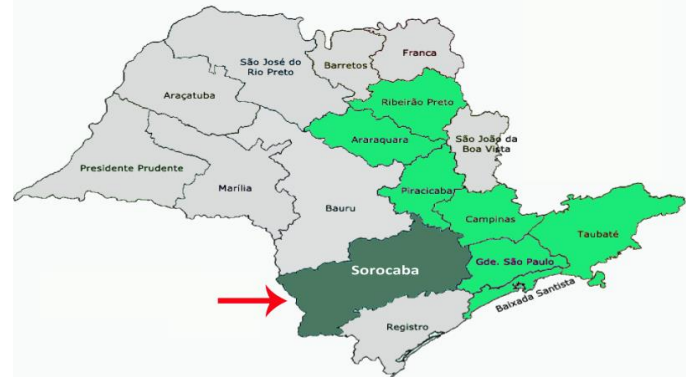 São José do
Rio Preto
Barretos
Franca
Araçatuba
Ribeirão Preto
Araraquara
São João da
Boa Vista
Presidente Prudente
Marília
Bauru
Piracicaba
Campinas
Taubaté
Gde. São Paulo
Sorocaba
Baixada Santista
Registro